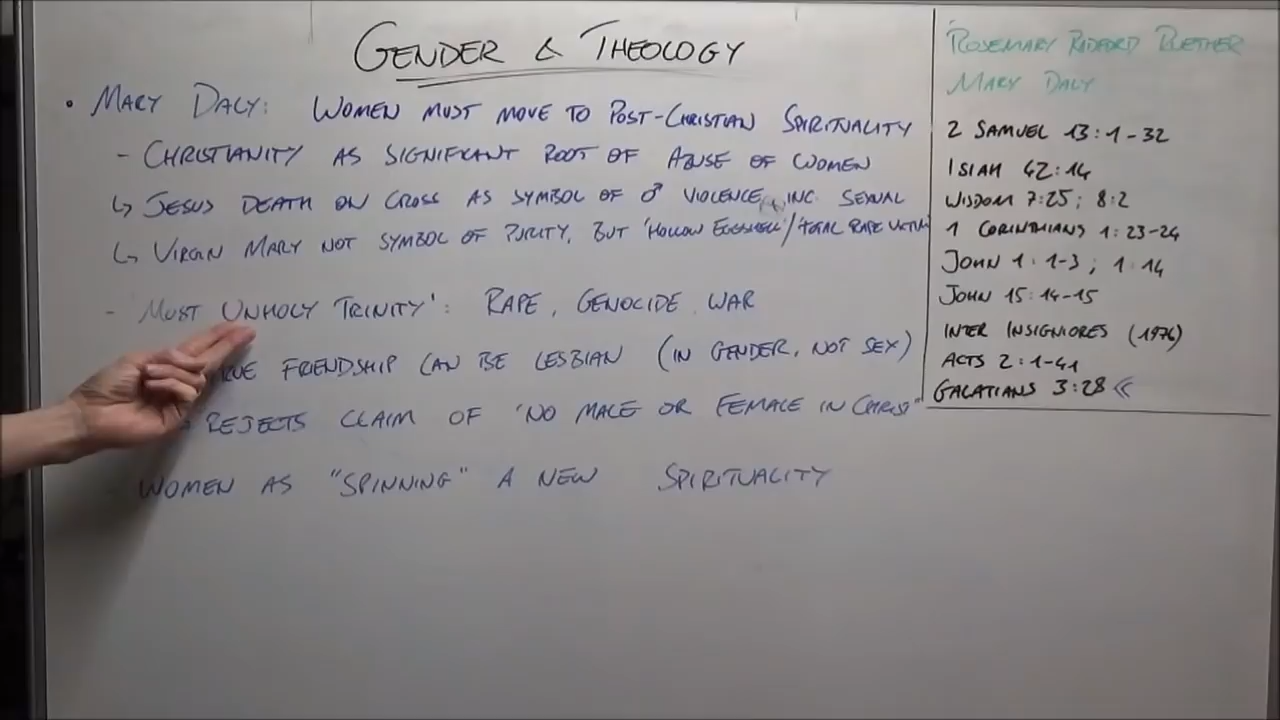 GENDER & THEOLOGY
• MARY DALY: WOMEN MUST MOVE TO POST-CHRISTIAN SPIRITUALITY
- CHRISTIANITY AS SIGNIFICANT ROOT OF ABUSE OF WOMEN
↳ JESUS DEATH ON CROSS AS SYMBOL OF ♂ VIOLENCE, INC. SEXUAL
↳ VIRGIN MARY NOT SYMBOL OF PURITY, BUT 'HOLLOW EGGSHELL'/'TOTAL RAPE VICTIM
- 'MOST UNHOLY TRINITY': RAPE, GENOCIDE, WAR
FRIENDSHIP CAN BE LESBIAN (IN GENDER, NOT SEX)
REJECTS CLAIM OF 'NO MALE OR FEMALE IN CHRIST"
WOMEN AS "SPINNING" A NEW SPIRITUALITY
ROSEMARY RADFORD RUETHER
MARY DALY
2 SAMUEL 13:1-32
ISIAH 42:14
WISDOM 7:25; 8:2
1 CORINTHIANS 1:23-24
JOHN 1:1-3; 1:14
JOHN 15:14-15
INTER INSIGNIORES (1976)
ACTS 2:1-41
GALATIANS 3:28 <<